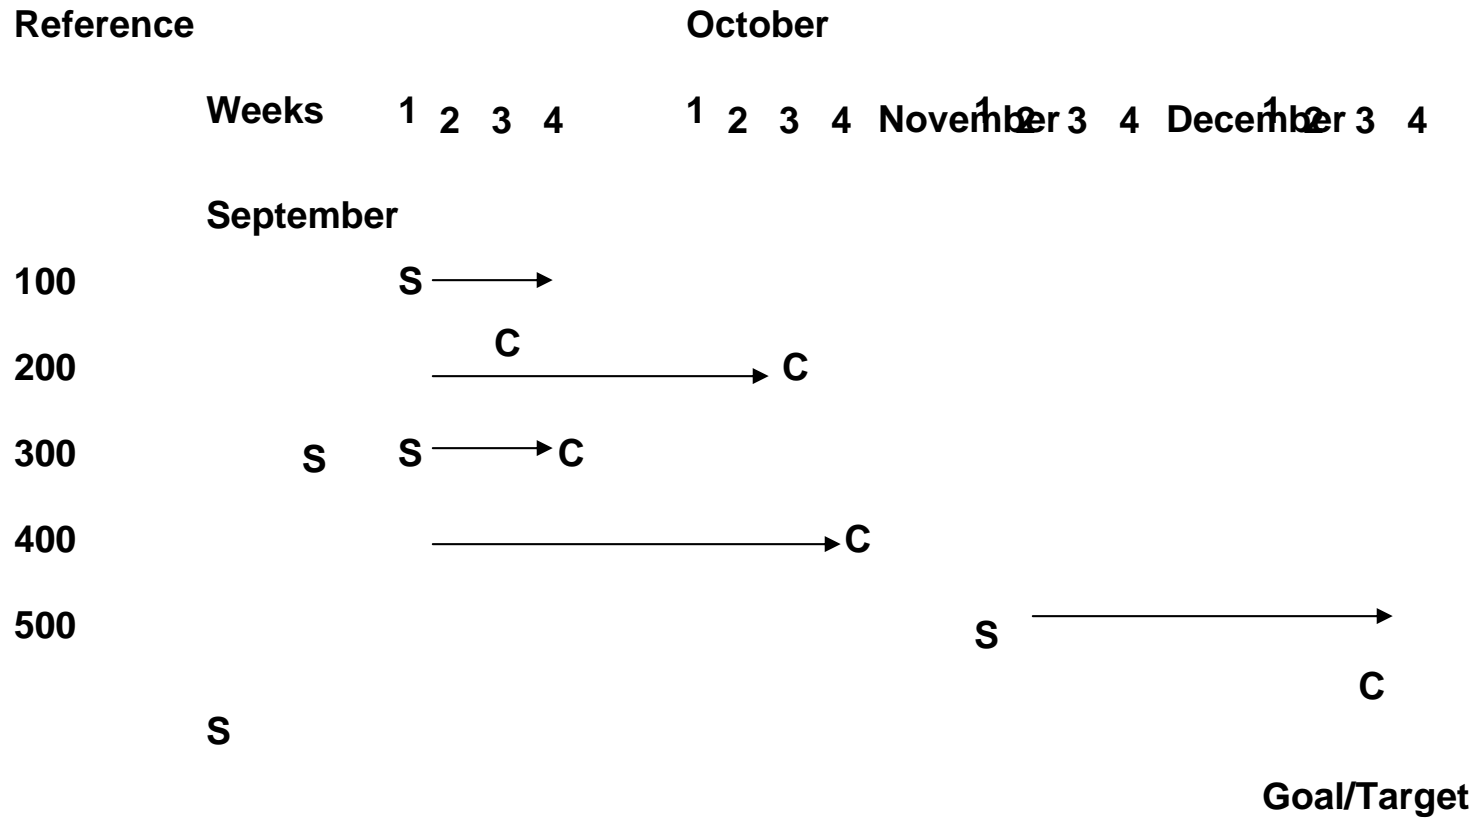 Reference October
Weeks 1 2 3 4 1 2 3 4 November 1 2 3 4 December 1 2 3 4
September
100 S
C
200 C
300 S S C
400 C
500 S
C
S
Goal/Target